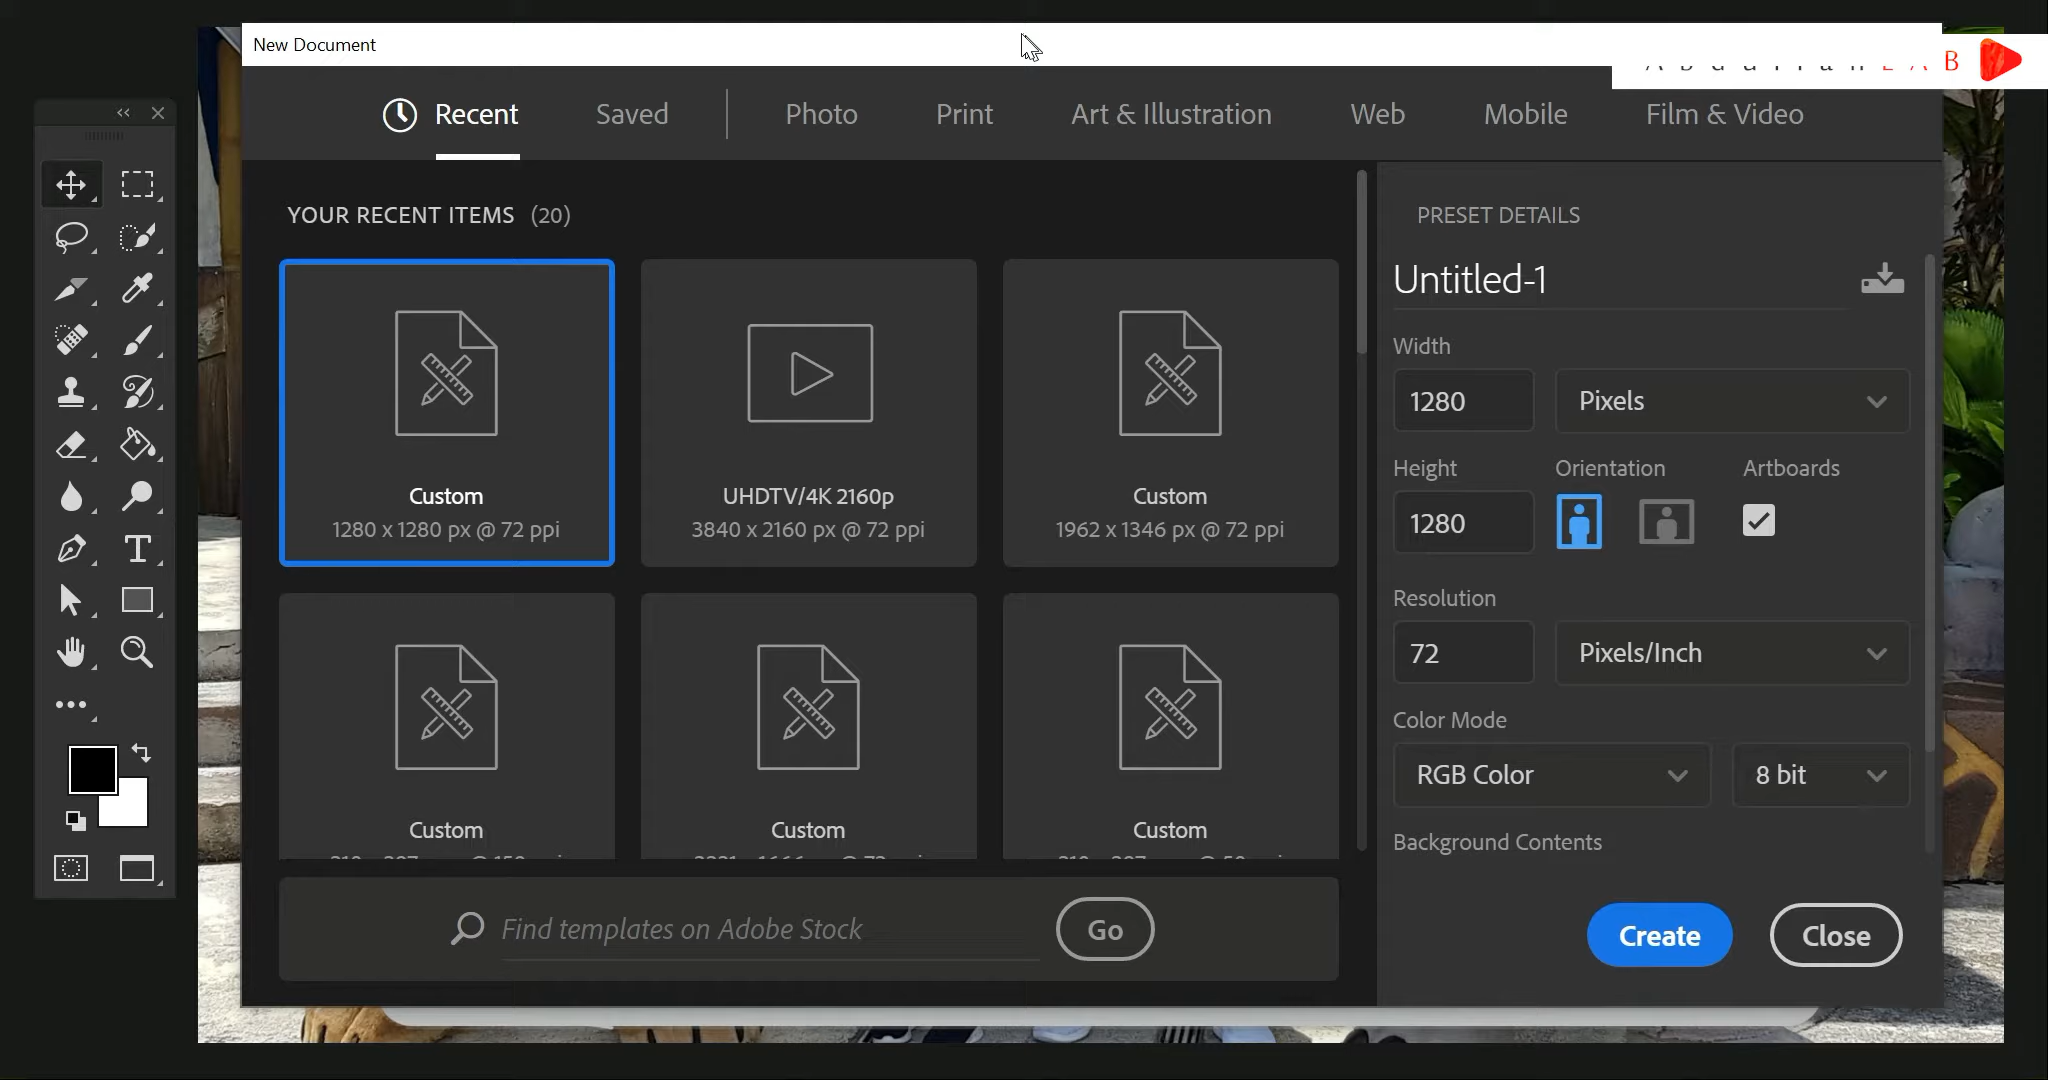 New Document
B
Recent
Saved
Photo
Print
Art & Illustration
Web
Mobile
Film & Video
YOUR RECENT ITEMS (20)
Custom
1280 x 1280 px @ 72 ppi
UHDTV/4K 2160p
3840 x 2160 px @ 72 ppi
Custom
1962 x 1346 px @ 72 ppi
Custom
Custom
Custom
Find templates on Adobe Stock
Go
PRESET DETAILS
Untitled-1
Width
1280
Pixels
Height
Orientation
Artboards
1280
Resolution
72
Pixels/Inch
Color Mode
RGB Color
8 bit
Background Contents
Create
Close